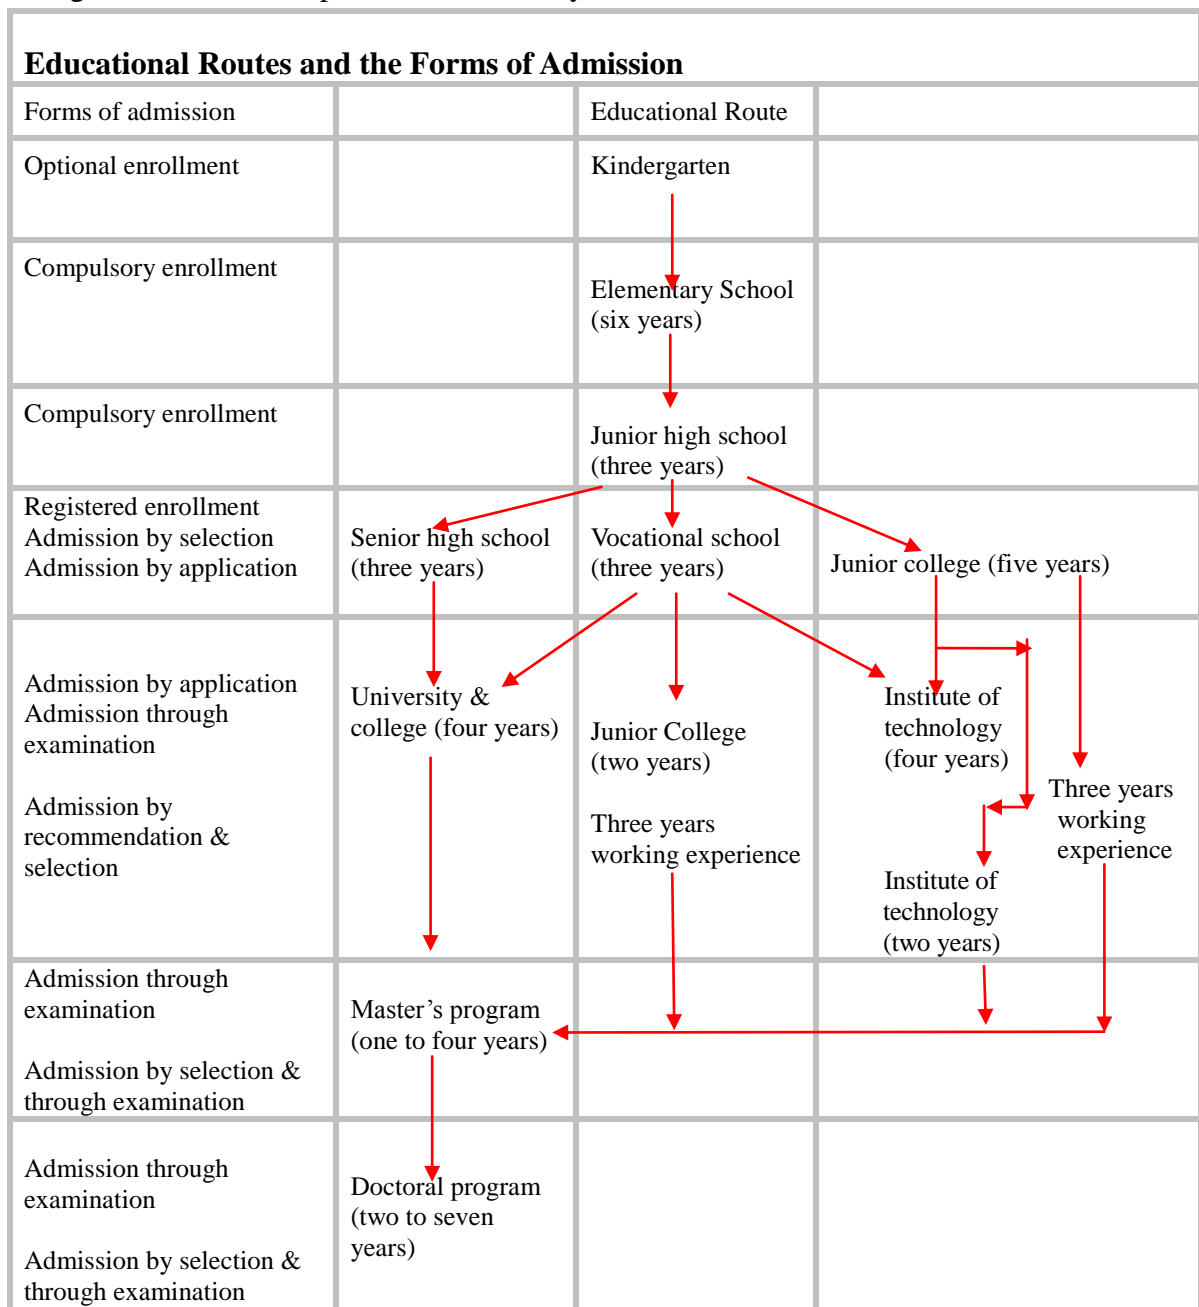 Educational Routes and the Forms of Admission
Forms of admission
Educational Route
Optional enrollment
Kindergarten
Compulsory enrollment
Elementary School
(six years)
Compulsory enrollment
Junior high school
(three years)
Registered enrollment
Admission by selection
Admission by application
Senior high school
(three years)
Vocational school
(three years)
Junior college (five years)
Admission by application
Admission through
examination
Admission by
recommendation &
selection
University &
college (four years)
Junior College
(two years)
Three years
working experience
Institute of
technology
(four years)
Institute of
technology
(two years)
Three years
working
experience
Admission through
examination
Admission by selection &
through examination
Master’s program
(one to four years)
Admission through
examination
Admission by selection &
through examination
Doctoral program
(two to seven
years)